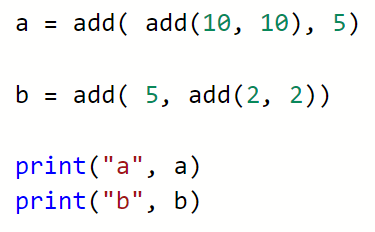 a = add( add(10, 10), 5)
b = add( 5, add(2, 2))
print("a", a)
print("b", b)